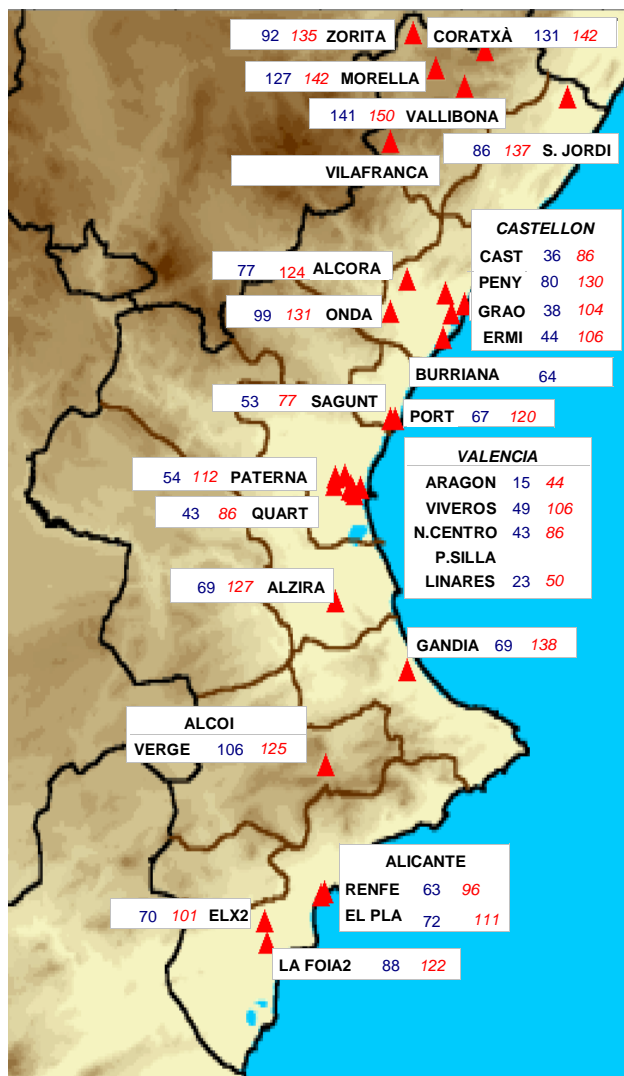 92 135 ZORITA
CORATXÀ 131 142
127 142 MORELLA
141 150 VALLIBONA
86 137 S. JORDI
VILAFRANCA
CASTELLON
CAST 36 86
PENY 80 130
GRAO 38 104
ERMI 44 106
77 124 ALCORA
99 131 ONDA
BURRIANA 64
53 77 SAGUNT
PORT 67 120
VALENCIA
ARAGON 15 44
VIVEROS 49 106
N.CENTRO 43 86
P.SILLA
LINARES 23 50
54 112 PATERNA
43 86 QUART
69 127 ALZIRA
GANDIA 69 138
ALCOI
VERGE 106 125
ALICANTE
RENFE 63 96
EL PLA 72 111
70 101 ELX2
LA FOIA2 88 122